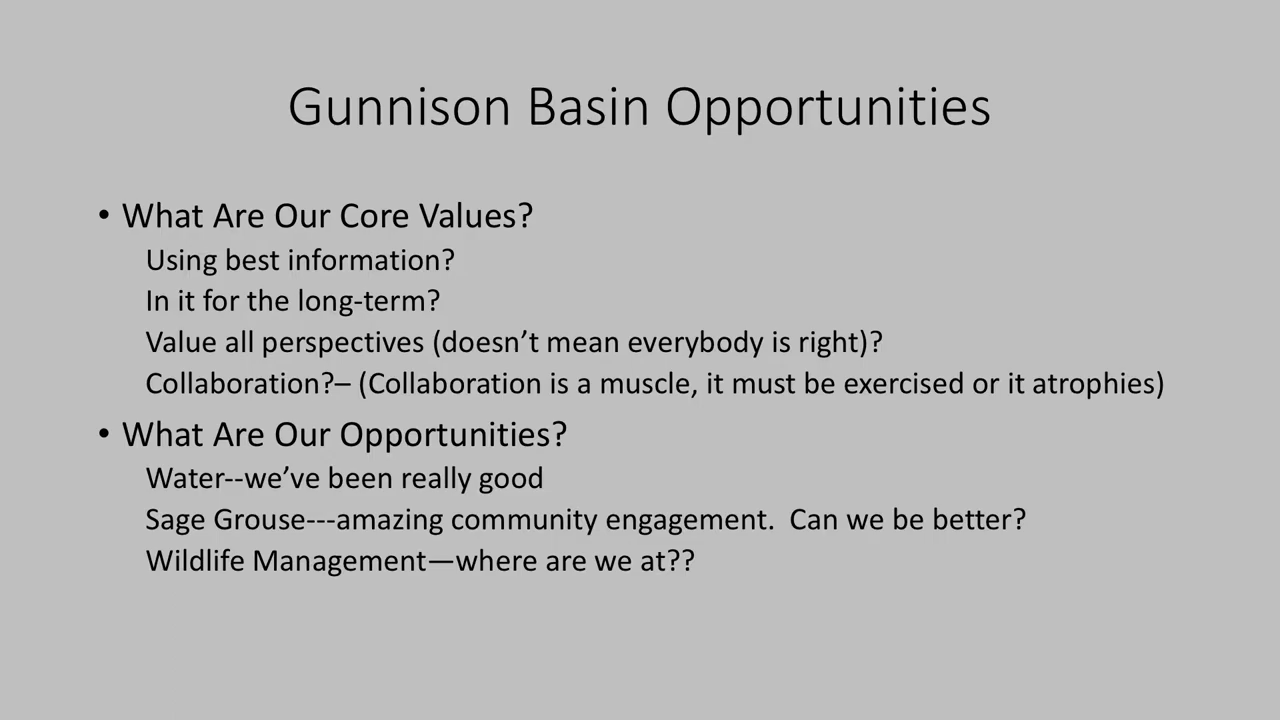 Gunnison Basin Opportunities
• What Are Our Core Values?
Using best information?
In it for the long-term?
Value all perspectives (doesn’t mean everybody is right)?
Collaboration?– (Collaboration is a muscle, it must be exercised or it atrophies)
• What Are Our Opportunities?
Water--we’ve been really good
Sage Grouse---amazing community engagement.  Can we be better?
Wildlife Management—where are we at??